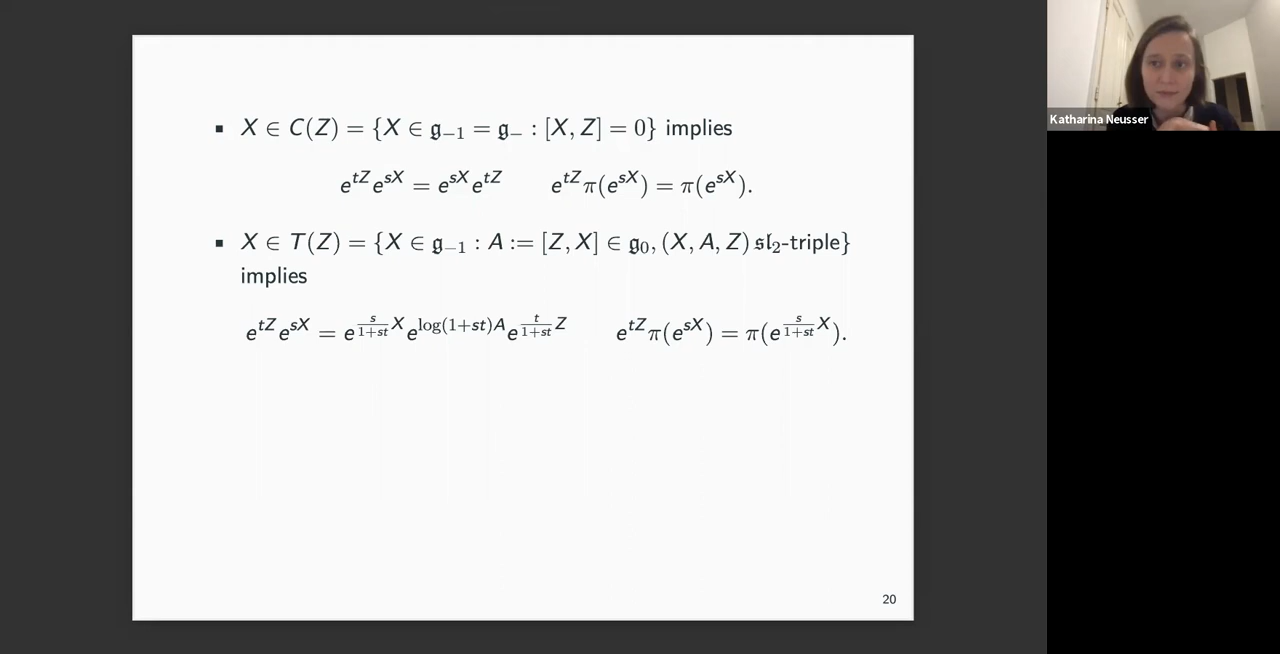 ▪ X ∈ C(Z) = {X ∈ 𝔤₋₁ = 𝔤₋ : [X, Z] = 0} implies
e^{tZ} e^{sX} = e^{sX} e^{tZ} e^{tZ} π(e^{sX}) = π(e^{sX}).
▪ X ∈ T(Z) = {X ∈ 𝔤₋₁ : A := [Z, X] ∈ 𝔤₀, (X, A, Z) 𝔰𝔩₂-triple}
implies
e^{tZ} e^{sX} = e^{\frac{s}{1+st}X} e^{log(1+st)A} e^{\frac{t}{1+st}Z} e^{tZ} π(e^{sX}) = π(e^{\frac{s}{1+st}X}).
20
Katharina Neusser